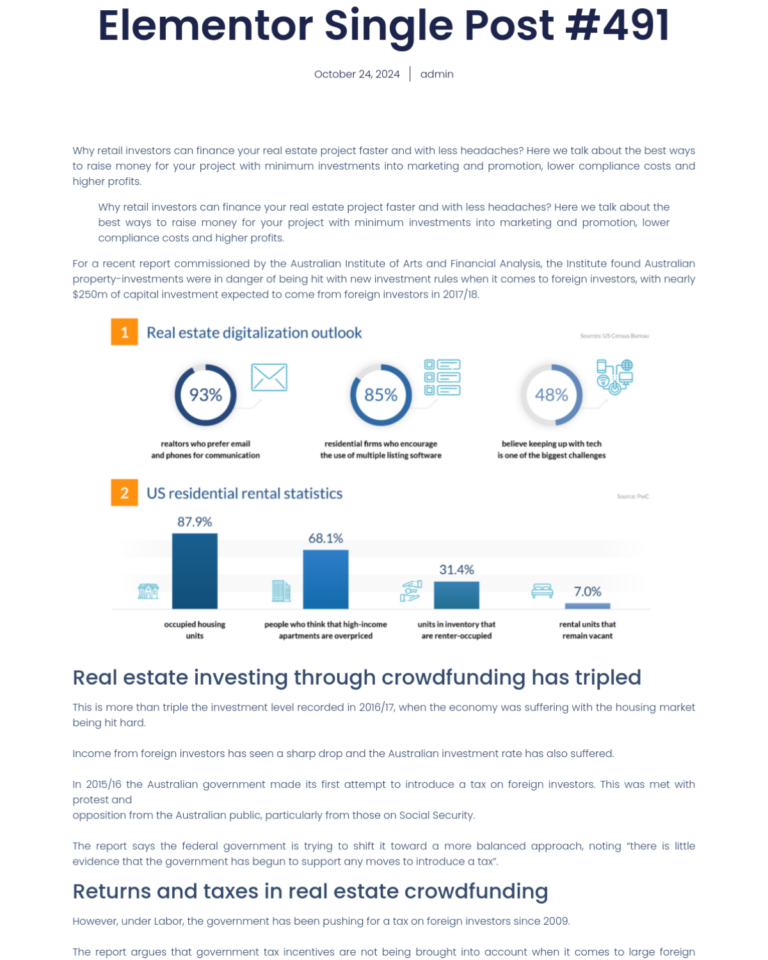 Elementor Single Post #491
October 24, 2024 | admin
Why retail investors can finance your real estate project faster and with less headaches? Here we talk about the best ways
to raise money for your project with minimum investments into marketing and promotion, lower compliance costs and
higher profits.
Why retail investors can finance your real estate project faster and with less headaches? Here we talk about the
best ways to raise money for your project with minimum investments into marketing and promotion, lower
compliance costs and higher profits.
For a recent report commissioned by the Australian Institute of Arts and Financial Analysis, the Institute found Australian
property-investments were in danger of being hit with new investment rules when it comes to foreign investors, with nearly
$250m of capital investment expected to come from foreign investors in 2017/18.
1 Real estate digitalization outlook
Sources: US Census Bureau
93%
85%
48%
realtors who prefer email
and phones for communication
residential firms who encourage
the use of multiple listing software
believe keeping up with tech
is one of the biggest challenges
2 US residential rental statistics
Source: PwC
87.9%
68.1%
31.4%
7.0%
occupied housing
units
people who think that high-income
apartments are overpriced
units in inventory that
are renter-occupied
rental units that
remain vacant
Real estate investing through crowdfunding has tripled
This is more than triple the investment level recorded in 2016/17, when the economy was suffering with the housing market
being hit hard.
Income from foreign investors has seen a sharp drop and the Australian investment rate has also suffered.
In 2015/16 the Australian government made its first attempt to introduce a tax on foreign investors. This was met with
protest and
opposition from the Australian public, particularly from those on Social Security.
The report says the federal government is trying to shift it toward a more balanced approach, noting “there is little
evidence that the government has begun to support any moves to introduce a tax”.
Returns and taxes in real estate crowdfunding
However, under Labor, the government has been pushing for a tax on foreign investors since 2009.
The report argues that government tax incentives are not being brought into account when it comes to large foreign